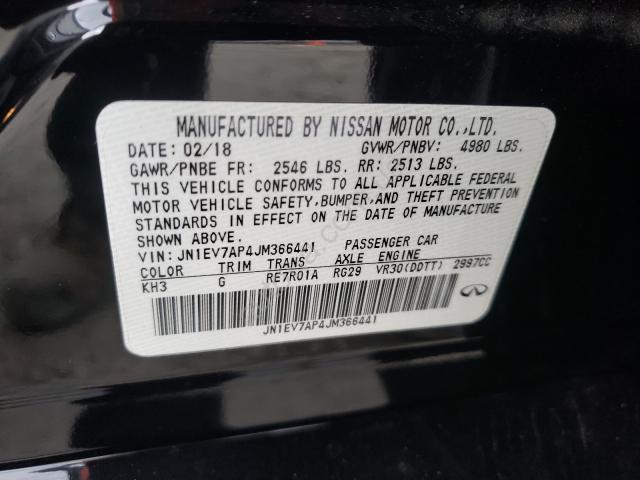 MANUFACTURED BY NISSAN MOTOR CO.,LTD.
DATE: 02/18 GVWR/PNBV: 4980 LBS.
GAWR/PNBE FR: 2546 LBS. RR: 2513 LBS.
THIS VEHICLE CONFORMS TO ALL APPLICABLE FEDERAL
MOTOR VEHICLE SAFETY,BUMPER,AND THEFT PREVENTION
STANDARDS IN EFFECT ON THE DATE OF MANUFACTURE
SHOWN ABOVE.
VIN: JN1EV7AP4JM366441 PASSENGER CAR
COLOR TRIM TRANS AXLE ENGINE
KH3 G RE7R01A RG29 VR30(DDTT) 2997CC
JN1EV7AP4JM366441